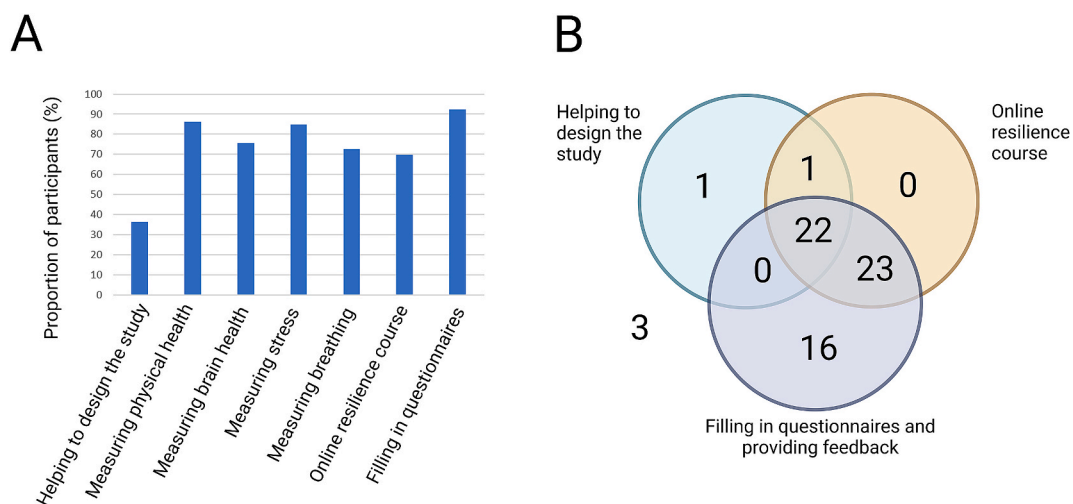 A
Proportion of participants (%)
100
90
80
70
60
50
40
30
20
10
0
Helping to design the study
Measuring physical health
Measuring brain health
Measuring stress
Measuring breathing
Online resilience course
Filling in questionnaires
B
Helping to
design the
study
Online
resilience
course
1
1
0
22
0
23
3
16
Filling in questionnaires and
providing feedback